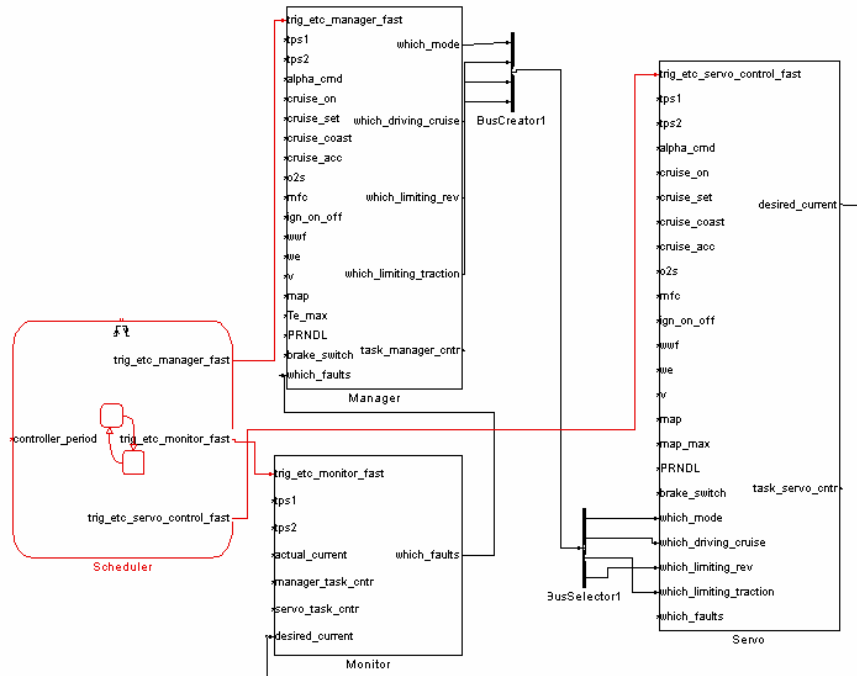 trig_etc_manager_fast
tps1
tps2
alpha_cmd
cruise_on
cruise_set
cruise_coast
cruise_acc
o2s
mfc
ign_on_off
wwf
we
v
map
Te_max
PRNDL
brake_switch
which_faults
which_mode
which_driving_cruise
which_limiting_rev
which_limiting_traction
task_manager_cntr
Manager
BusCreator1
trig_etc_manager_fast
controller_period
trig_etc_monitor_fast
trig_etc_servo_control_fast
Scheduler
trig_etc_monitor_fast
tps1
tps2
actual_current
manager_task_cntr
servo_task_cntr
desired_current
which_faults
Monitor
BusSelector1
trig_etc_servo_control_fast
tps1
tps2
alpha_cmd
cruise_on
cruise_set
cruise_coast
cruise_acc
o2s
mfc
ign_on_off
wwf
we
v
map
map_max
PRNDL
brake_switch
which_mode
which_driving_cruise
which_limiting_rev
which_limiting_traction
which_faults
desired_current
task_servo_cntr
Servo